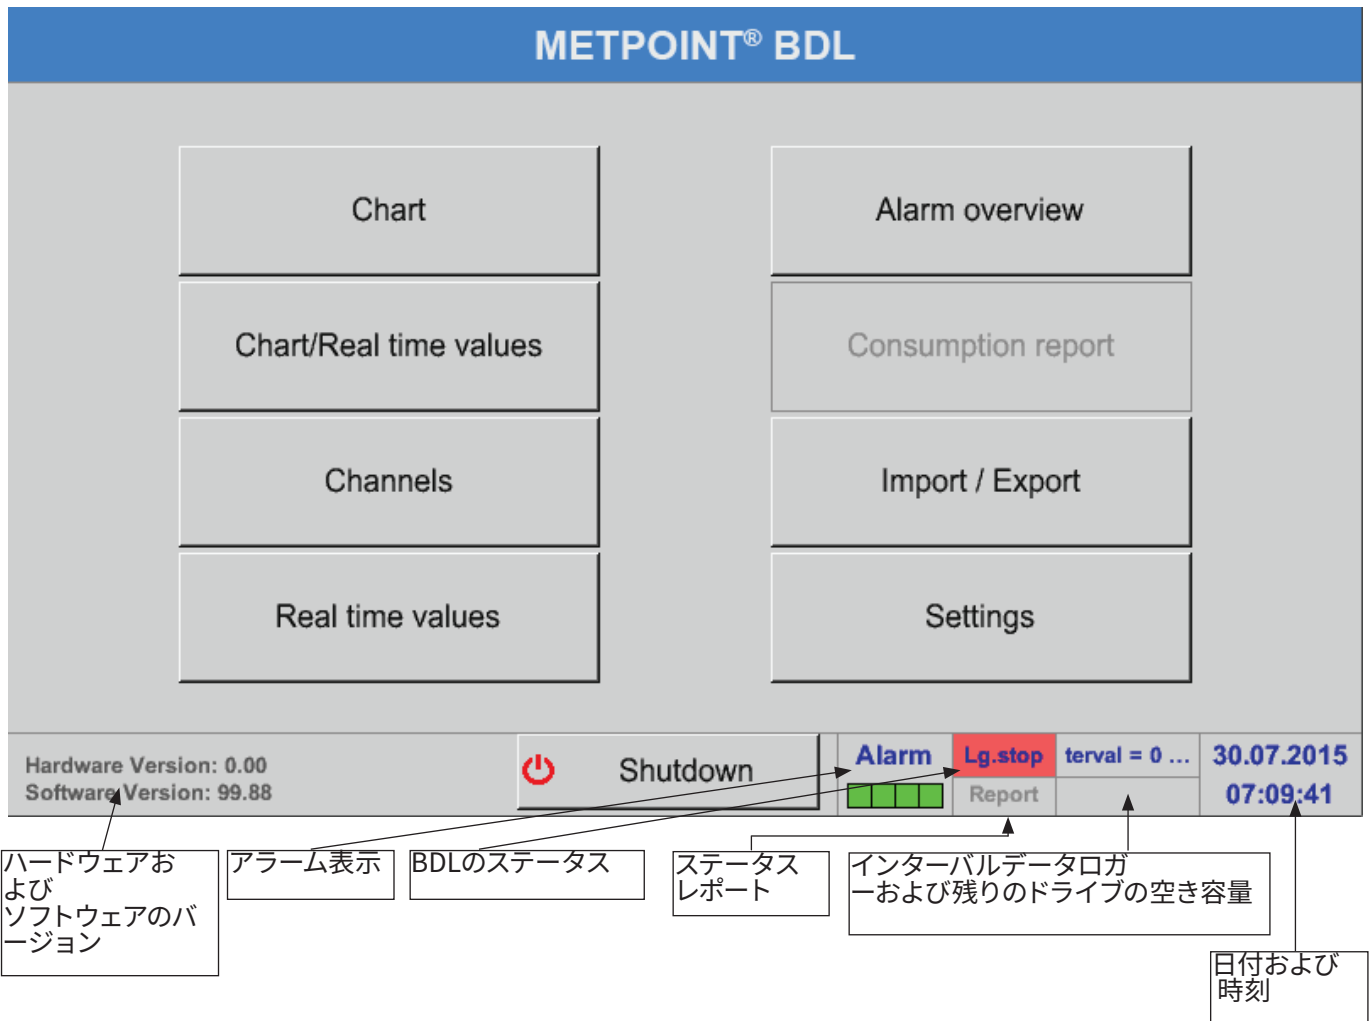 METPOINT® BDL
Chart
Alarm overview
Chart/Real time values
Consumption report
Channels
Import / Export
Real time values
Settings
Hardware Version: 0.00
Software Version: 99.88
Shutdown
Alarm
Lg.stop
Report
terval = 0 ...
30.07.2015
07:09:41
ハードウェアお
よび
ソフトウェアのバ
ージョン
アラーム表示
BDLのステータス
ステータス
レポート
インターバルデータロガ
ーおよび残りのドライブの空き容量
日付および
時刻